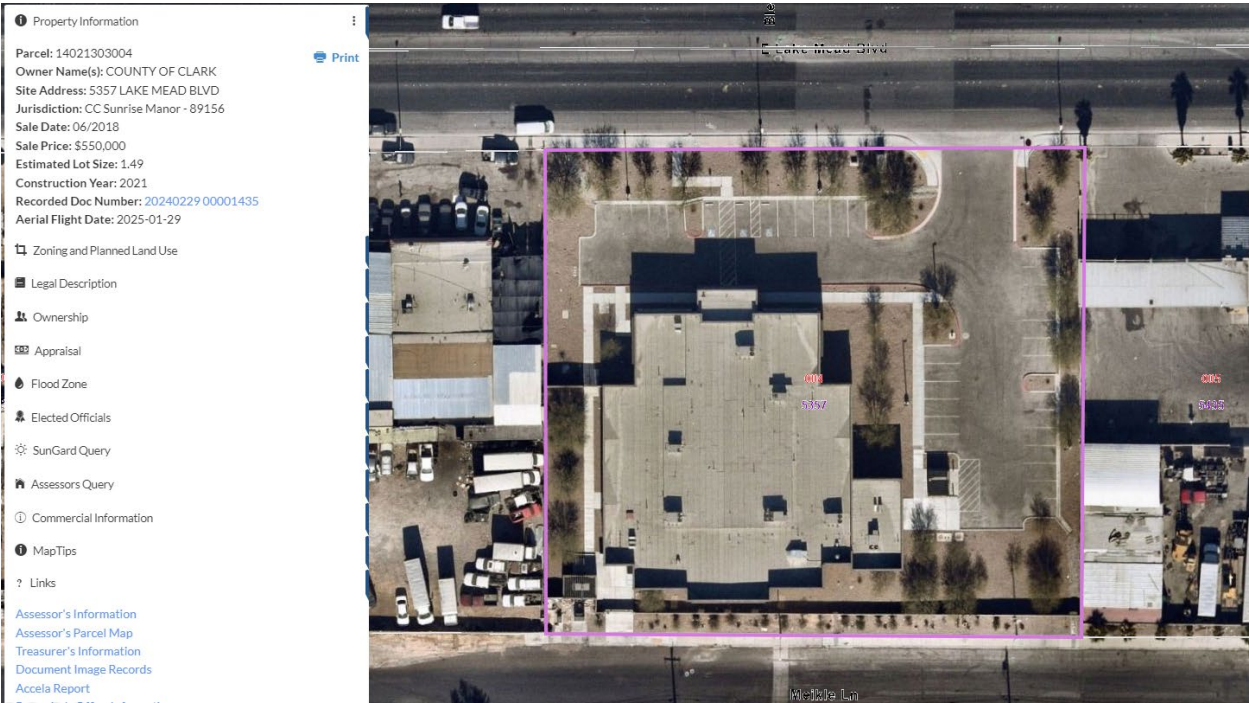 Property Information
Print
Parcel: 14021303004
Owner Name(s): COUNTY OF CLARK
Site Address: 5357 LAKE MEAD BLVD
Jurisdiction: CC Sunrise Manor - 89156
Sale Date: 06/2018
Sale Price: $550,000
Estimated Lot Size: 1.49
Construction Year: 2021
Recorded Doc Number: 20240229 00001435
Aerial Flight Date: 2025-01-29
Zoning and Planned Land Use
Legal Description
Ownership
Appraisal
Flood Zone
Elected Officials
SunGard Query
Assessors Query
Commercial Information
MapTips
? Links
Assessor's Information
Assessor's Parcel Map
Treasurer's Information
Document Image Records
Accela Report
E Lake Mead Blvd
5357
Meikle Ln